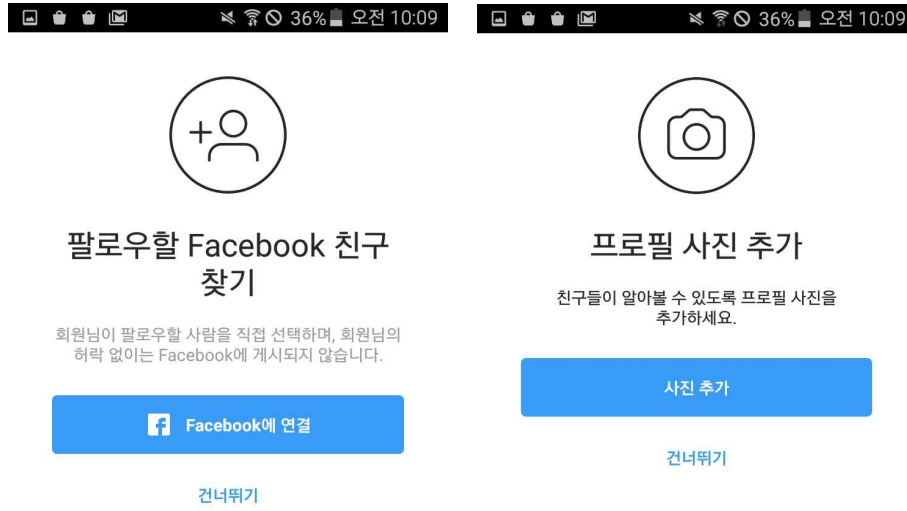 36% 오전 10:09
팔로우할 Facebook 친구
찾기
회원님이 팔로우할 사람을 직접 선택하며, 회원님의
허락 없이는 Facebook에 게시되지 않습니다.
Facebook에 연결
건너뛰기
36% 오전 10:09
프로필 사진 추가
친구들이 알아볼 수 있도록 프로필 사진을
추가하세요.
사진 추가
건너뛰기